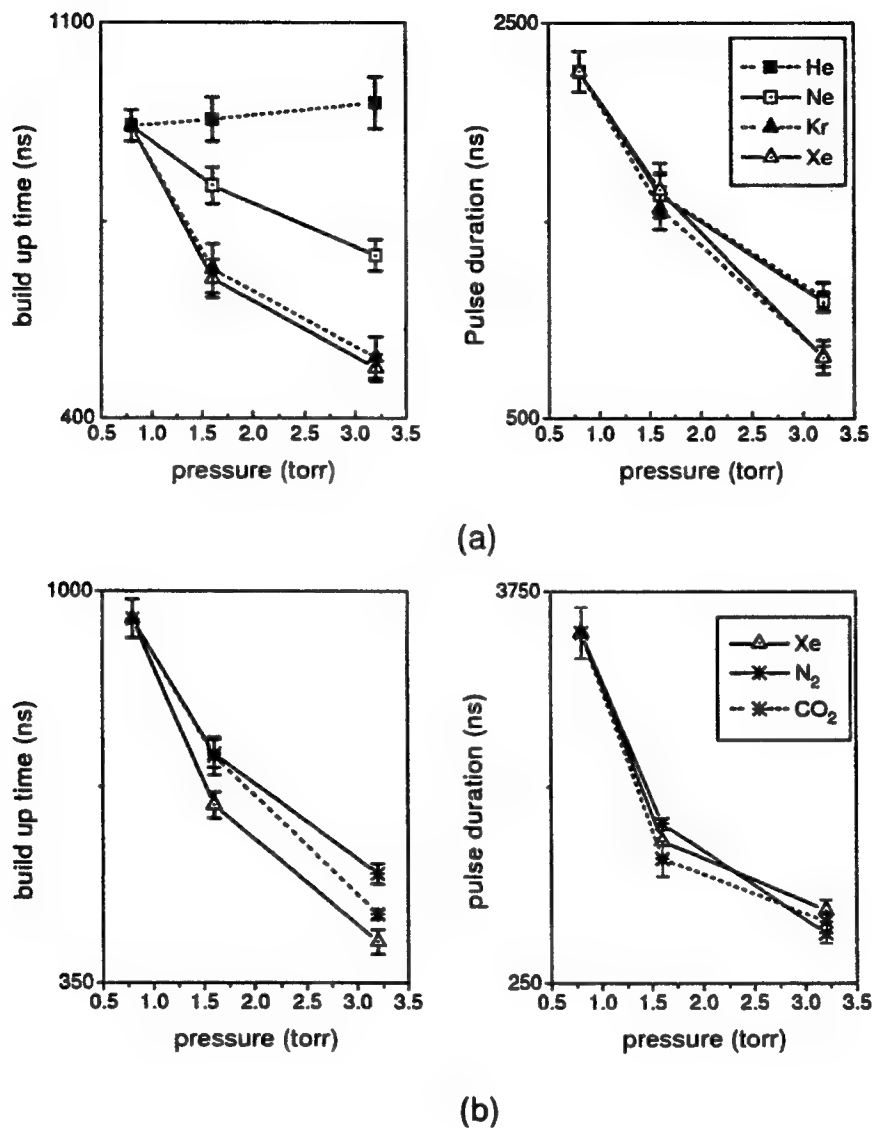 1100
build up time (ns)
400
0.5 1.0 1.5 2.0 2.5 3.0 3.5
pressure (torr)
2500
Pulse duration (ns)
500
0.5 1.0 1.5 2.0 2.5 3.0 3.5
pressure (torr)
He
Ne
Kr
Xe
(a)
1000
build up time (ns)
350
0.5 1.0 1.5 2.0 2.5 3.0 3.5
pressure (torr)
3750
pulse duration (ns)
250
0.5 1.0 1.5 2.0 2.5 3.0 3.5
pressure (torr)
Xe
N2
CO2
(b)